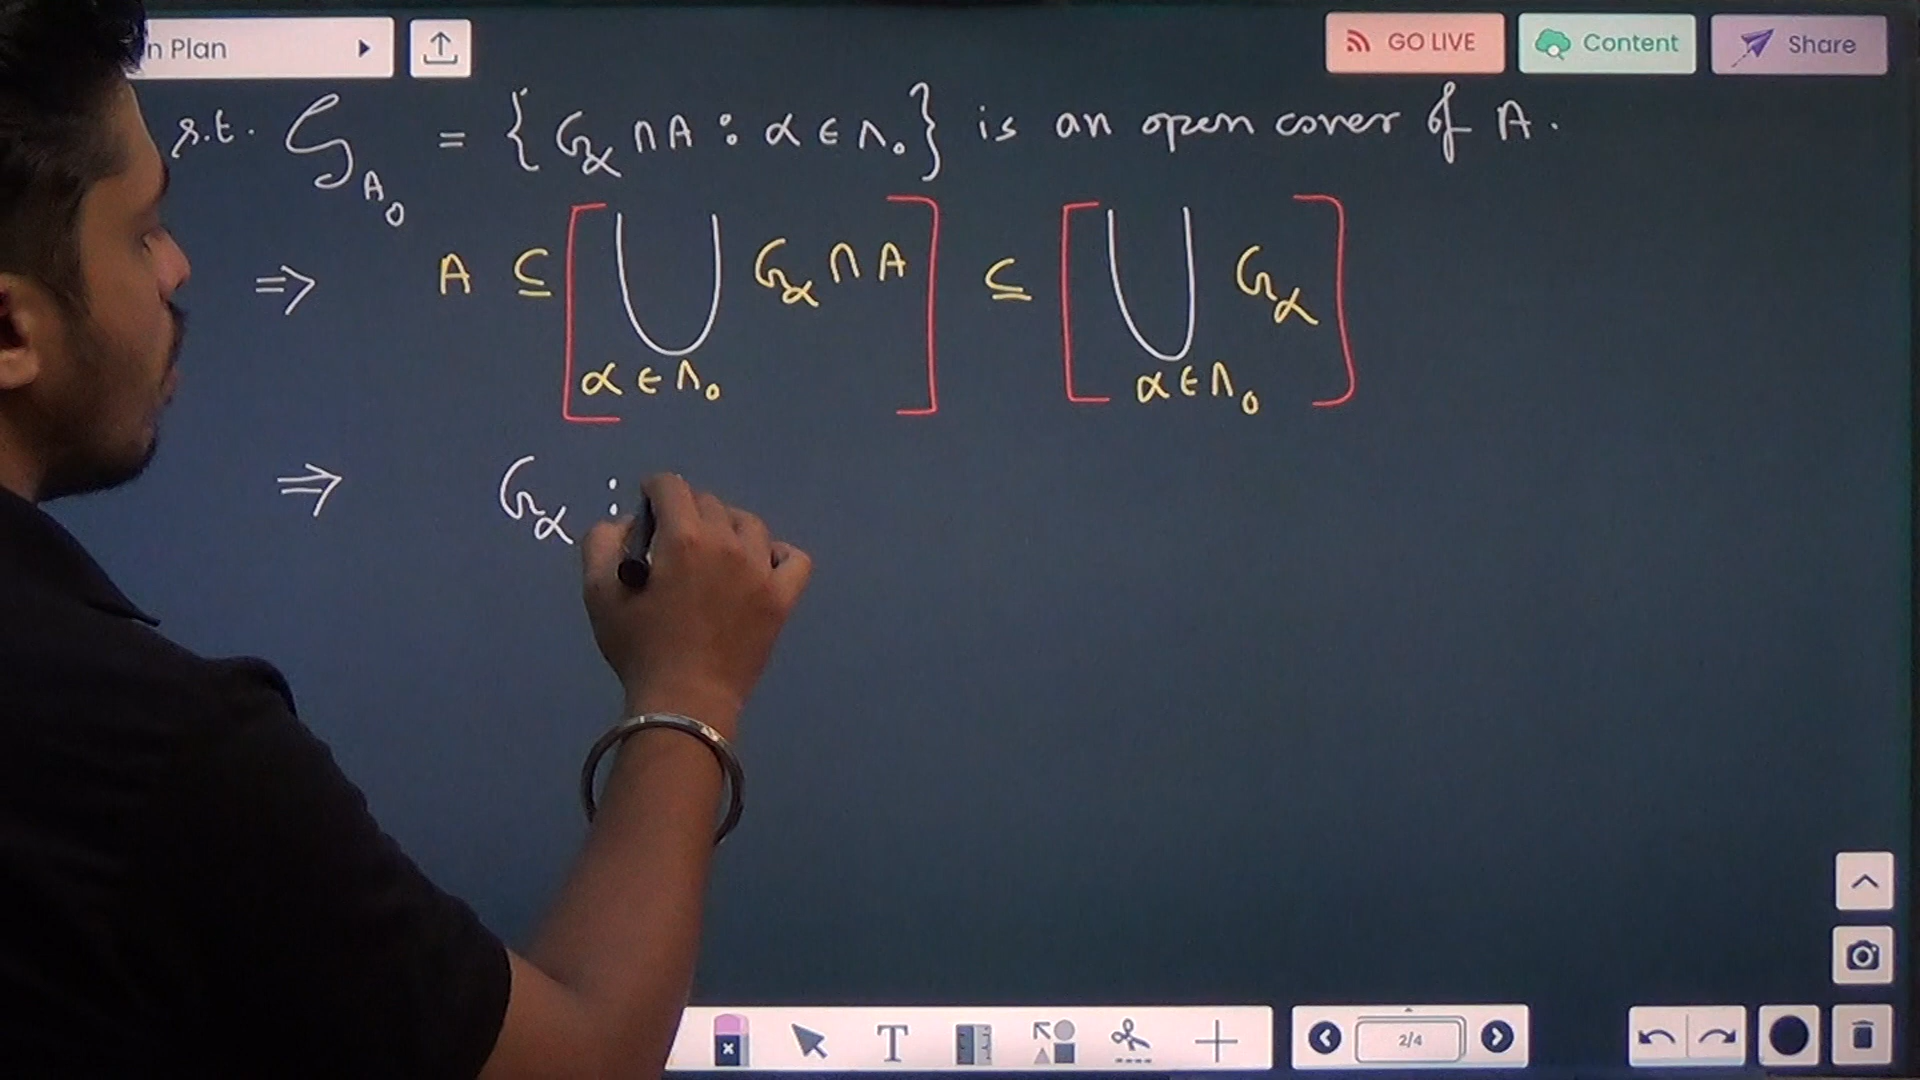 n Plan
GO LIVE
Content
Share
s.t. G_{A_0} = { G_α ∩ A : α ∈ Λ_0 } is an open cover of A.
⇒ A ⊆ [ ⋃_{α ∈ Λ_0} G_α ∩ A ] ⊆ [ ⋃_{α ∈ Λ_0} G_α ]
⇒ G_α :
T
2/4